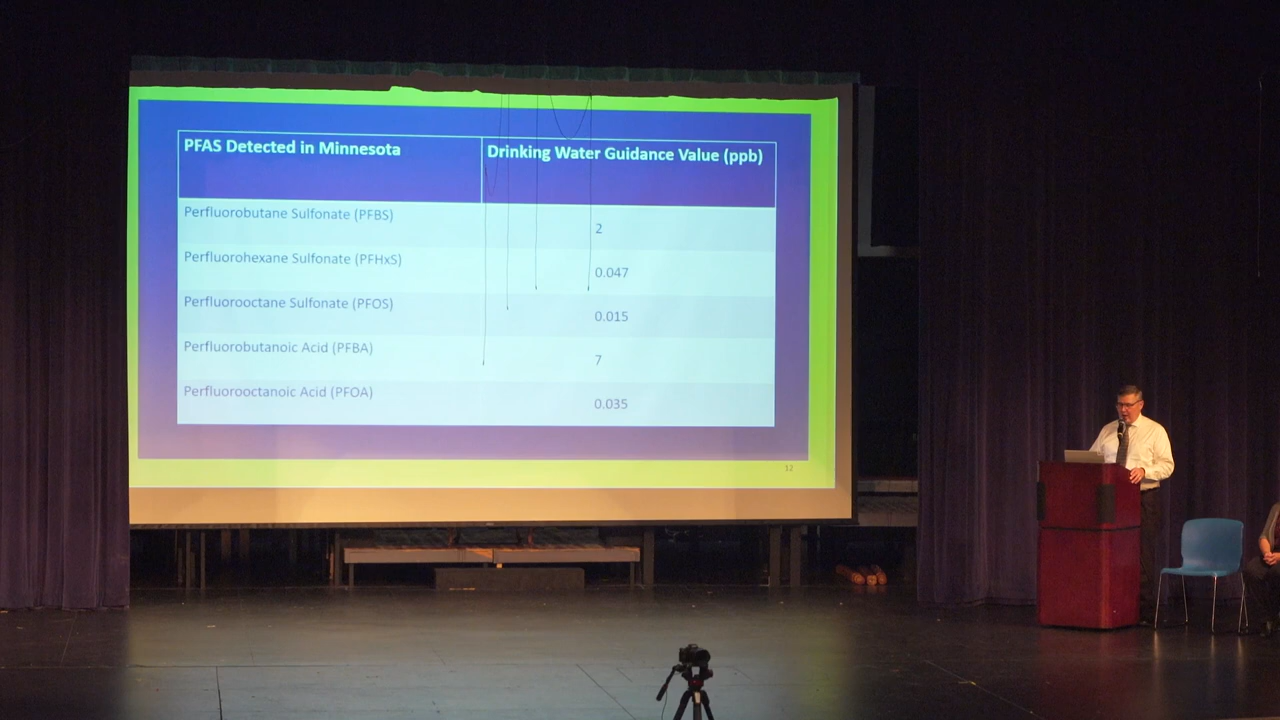 PFAS Detected in Minnesota
Drinking Water Guidance Value (ppb)
Perfluorobutane Sulfonate (PFBS)
2
Perfluorohexane Sulfonate (PFHxS)
0.047
Perfluorooctane Sulfonate (PFOS)
0.015
Perfluorobutanoic Acid (PFBA)
7
Perfluorooctanoic Acid (PFOA)
0.035
12